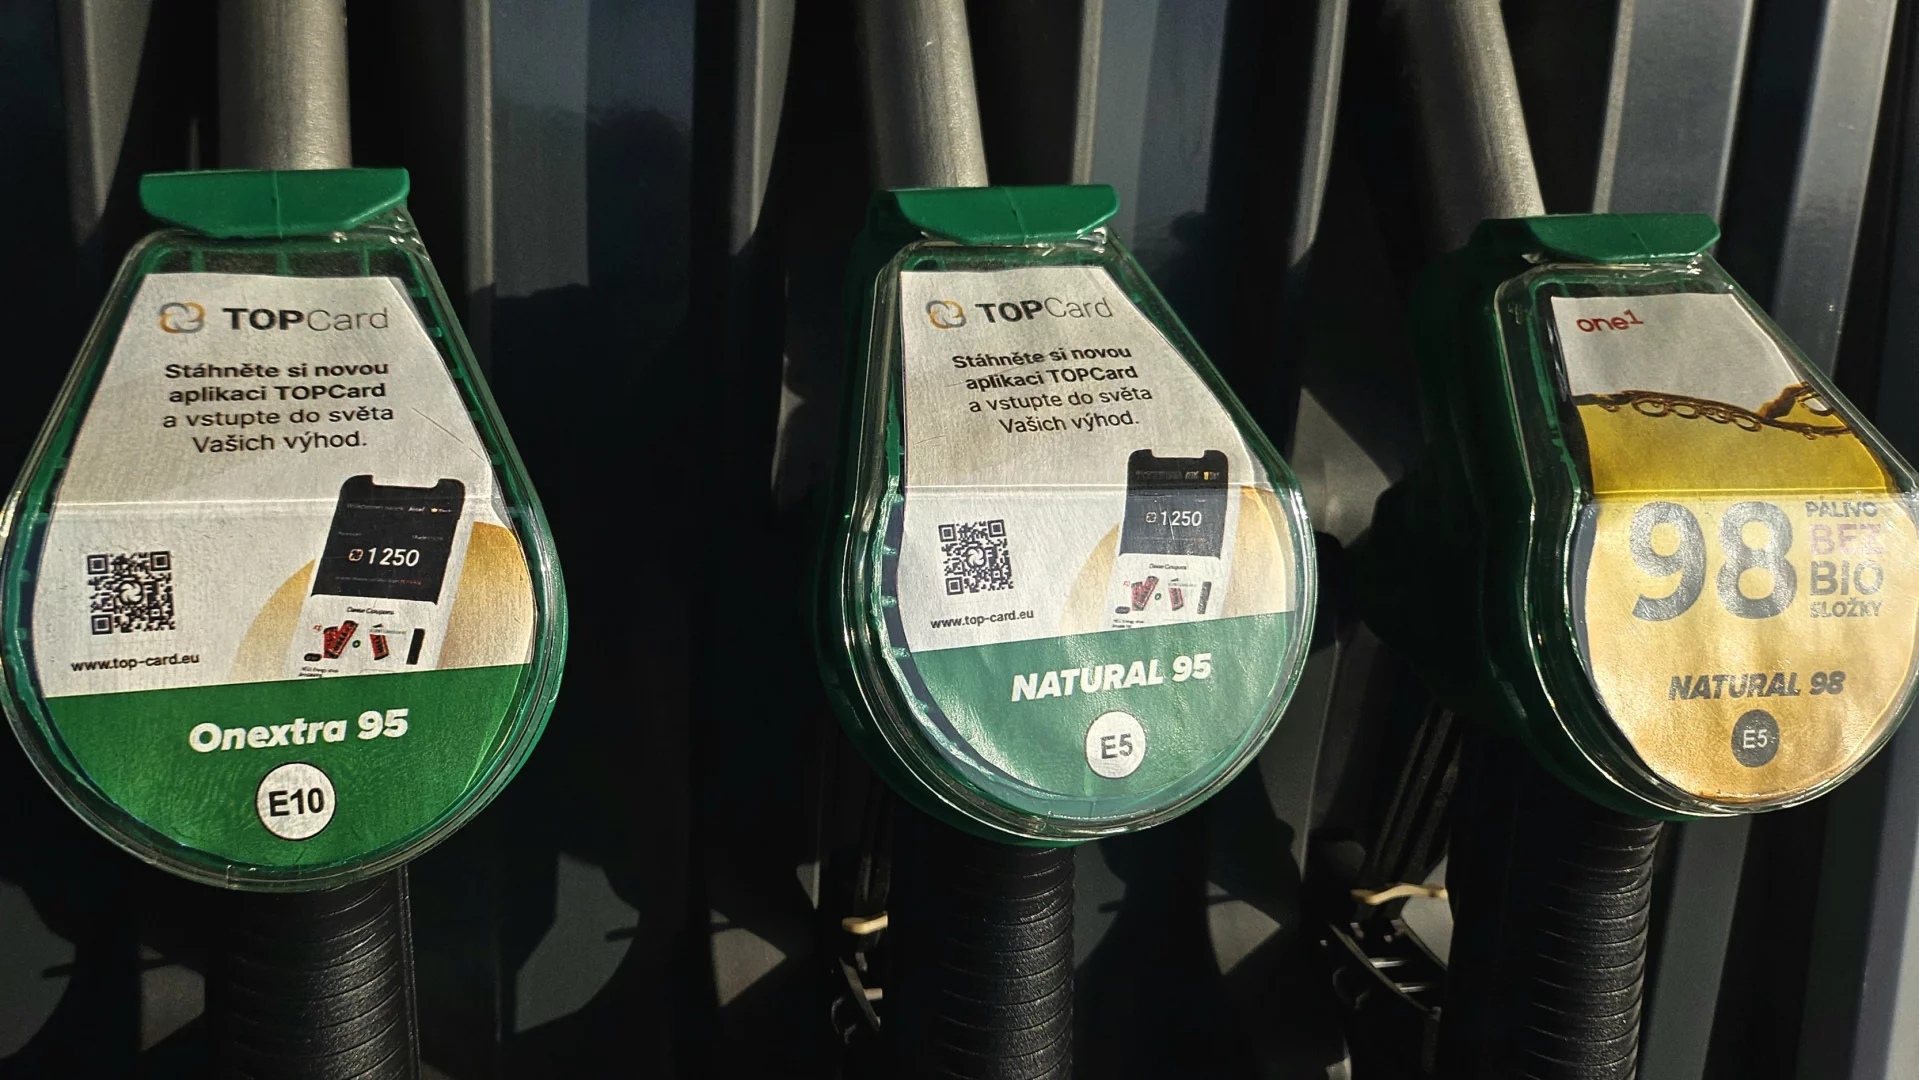 TOPCard
Stáhněte si novou
aplikaci TOPCard
a vstupte do světa
Vašich výhod.
1250
www.top-card.eu
Onextra 95
E10
TOPCard
Stáhněte si novou
aplikaci TOPCard
a vstupte do světa
Vašich výhod.
1250
www.top-card.eu
NATURAL 95
E5
one1
98
PALIVO
BEZ
BIO
SLOŽKY
NATURAL 98
E5